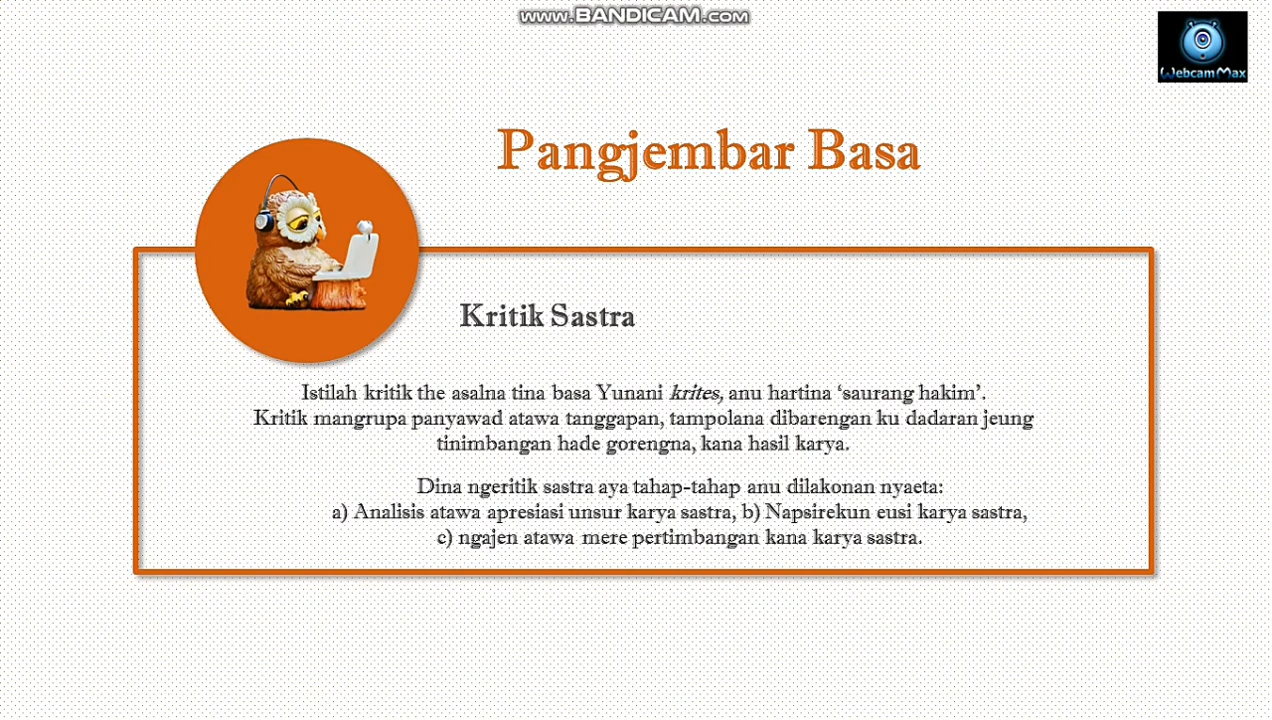 www.BANDICAM.com
WebcamMax
Pangjembar Basa
Kritik Sastra
Istilah kritik the asalna tina basa Yunani krites, anu hartina ‘saurang hakim’.
Kritik mangrupa panyawad atawa tanggapan, tampolana dibarengan ku dadaran jeung
tinimbangan hade gorengna, kana hasil karya.
Dina ngeritik sastra aya tahap-tahap anu dilakonan nyaeta:
a) Analisis atawa apresiasi unsur karya sastra, b) Napsirekun eusi karya sastra,
c) ngajen atawa mere pertimbangan kana karya sastra.